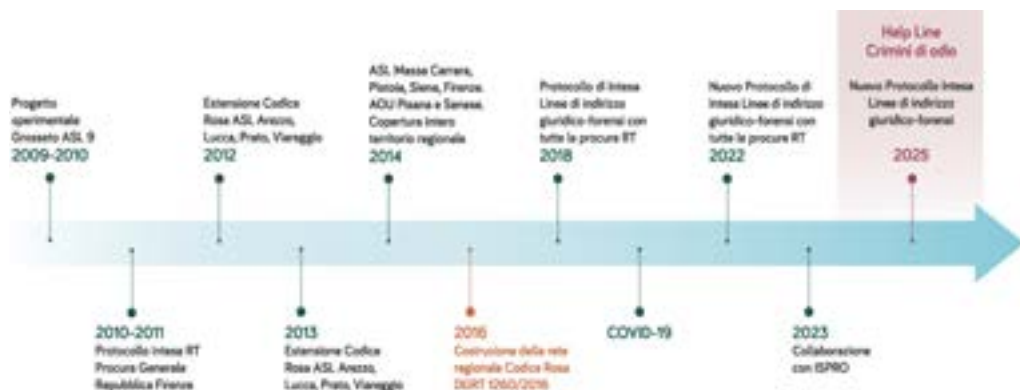 Help Line
Crimini di odio
Nuovo Protocollo Intesa
Linee di indirizzo
giuridico-forensi
2025
Progetto
sperimentale
Grosseto ASL 9
2009-2010
Estensione Codice
Rosa ASL Arezzo,
Lucca, Prato, Viareggio
2012
ASL Massa Carrara,
Pistoia, Siena, Firenze.
AOU Pisana e Senese.
Copertura intero
territorio regionale
2014
Protocollo di Intesa
Linee di indirizzo
giuridico-forensi con
tutte le procure RT
2018
Nuovo Protocollo di
Intesa Linee di indirizzo
giuridico-forensi con
tutte le procure RT
2022
2010-2011
Protocollo Intesa RT
Procura Generale
Repubblica Firenze
2013
Estensione Codice
Rosa ASL Arezzo,
Lucca, Prato, Viareggio
2016
Costruzione della rete
regionale Codice Rosa
DGRT 1260/2016
COVID-19
2023
Collaborazione
con ISPRO